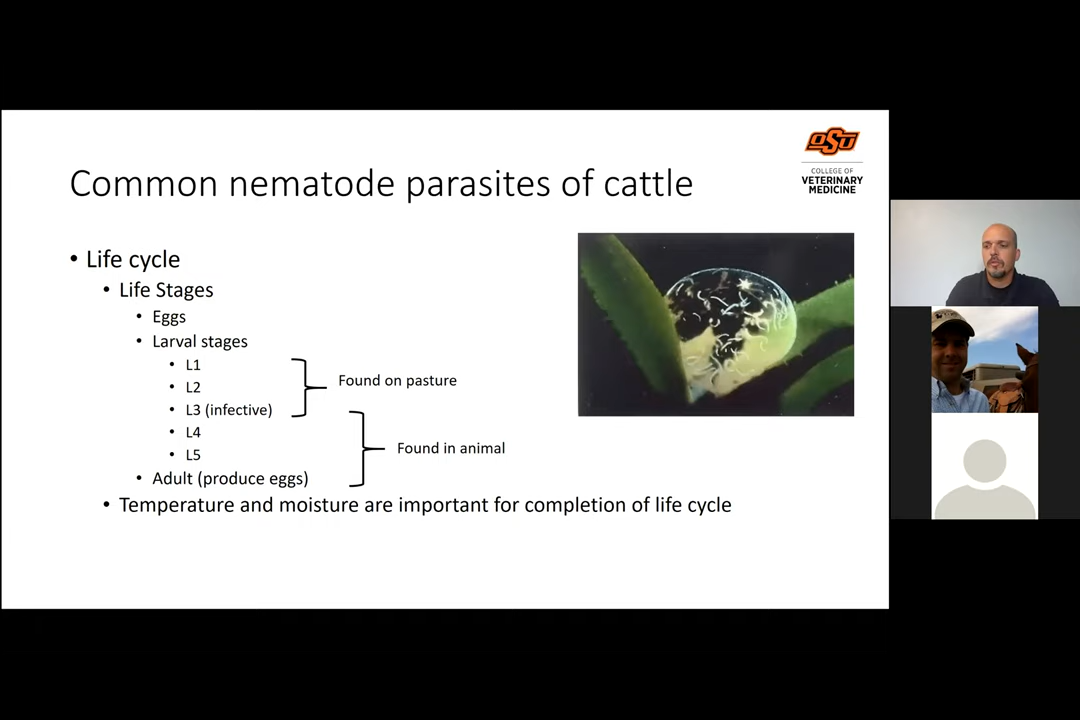 OSU
COLLEGE OF
VETERINARY
MEDICINE
Common nematode parasites of cattle
• Life cycle
• Life Stages
• Eggs
• Larval stages
• L1
• L2
• L3 (infective)
• L4
• L5
• Adult (produce eggs)
Found on pasture
Found in animal
• Temperature and moisture are important for completion of life cycle